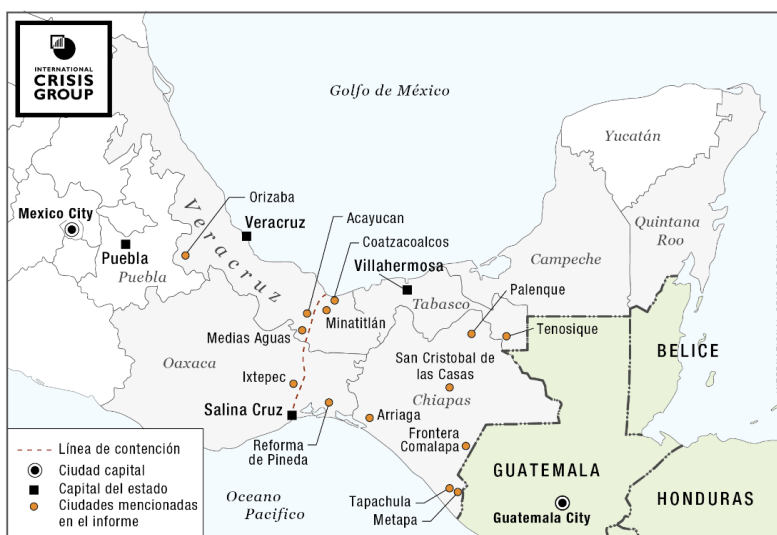 INTERNATIONAL
CRISIS
GROUP
Golfo de México
Yucatán
Orizaba
Mexico City
Veracruz
Veracruz
Acayucan
Quintana
Roo
Puebla
Puebla
Coatzacoalcos
Villahermosa
Campeche
Tabasco
Palenque
Minatitlán
Medias Aguas
Tenosique
BELICE
Oaxaca
San Cristobal de
las Casas
Ixtepec
Chiapas
Salina Cruz
Arriaga
Reforma
de Pineda
Frontera
Comalapa
Línea de contención
Ciudad capital
Capital del estado
Ciudades mencionadas
en el informe
Oceano
Pacifico
Tapachula
Metapa
GUATEMALA
Guatemala City
HONDURAS